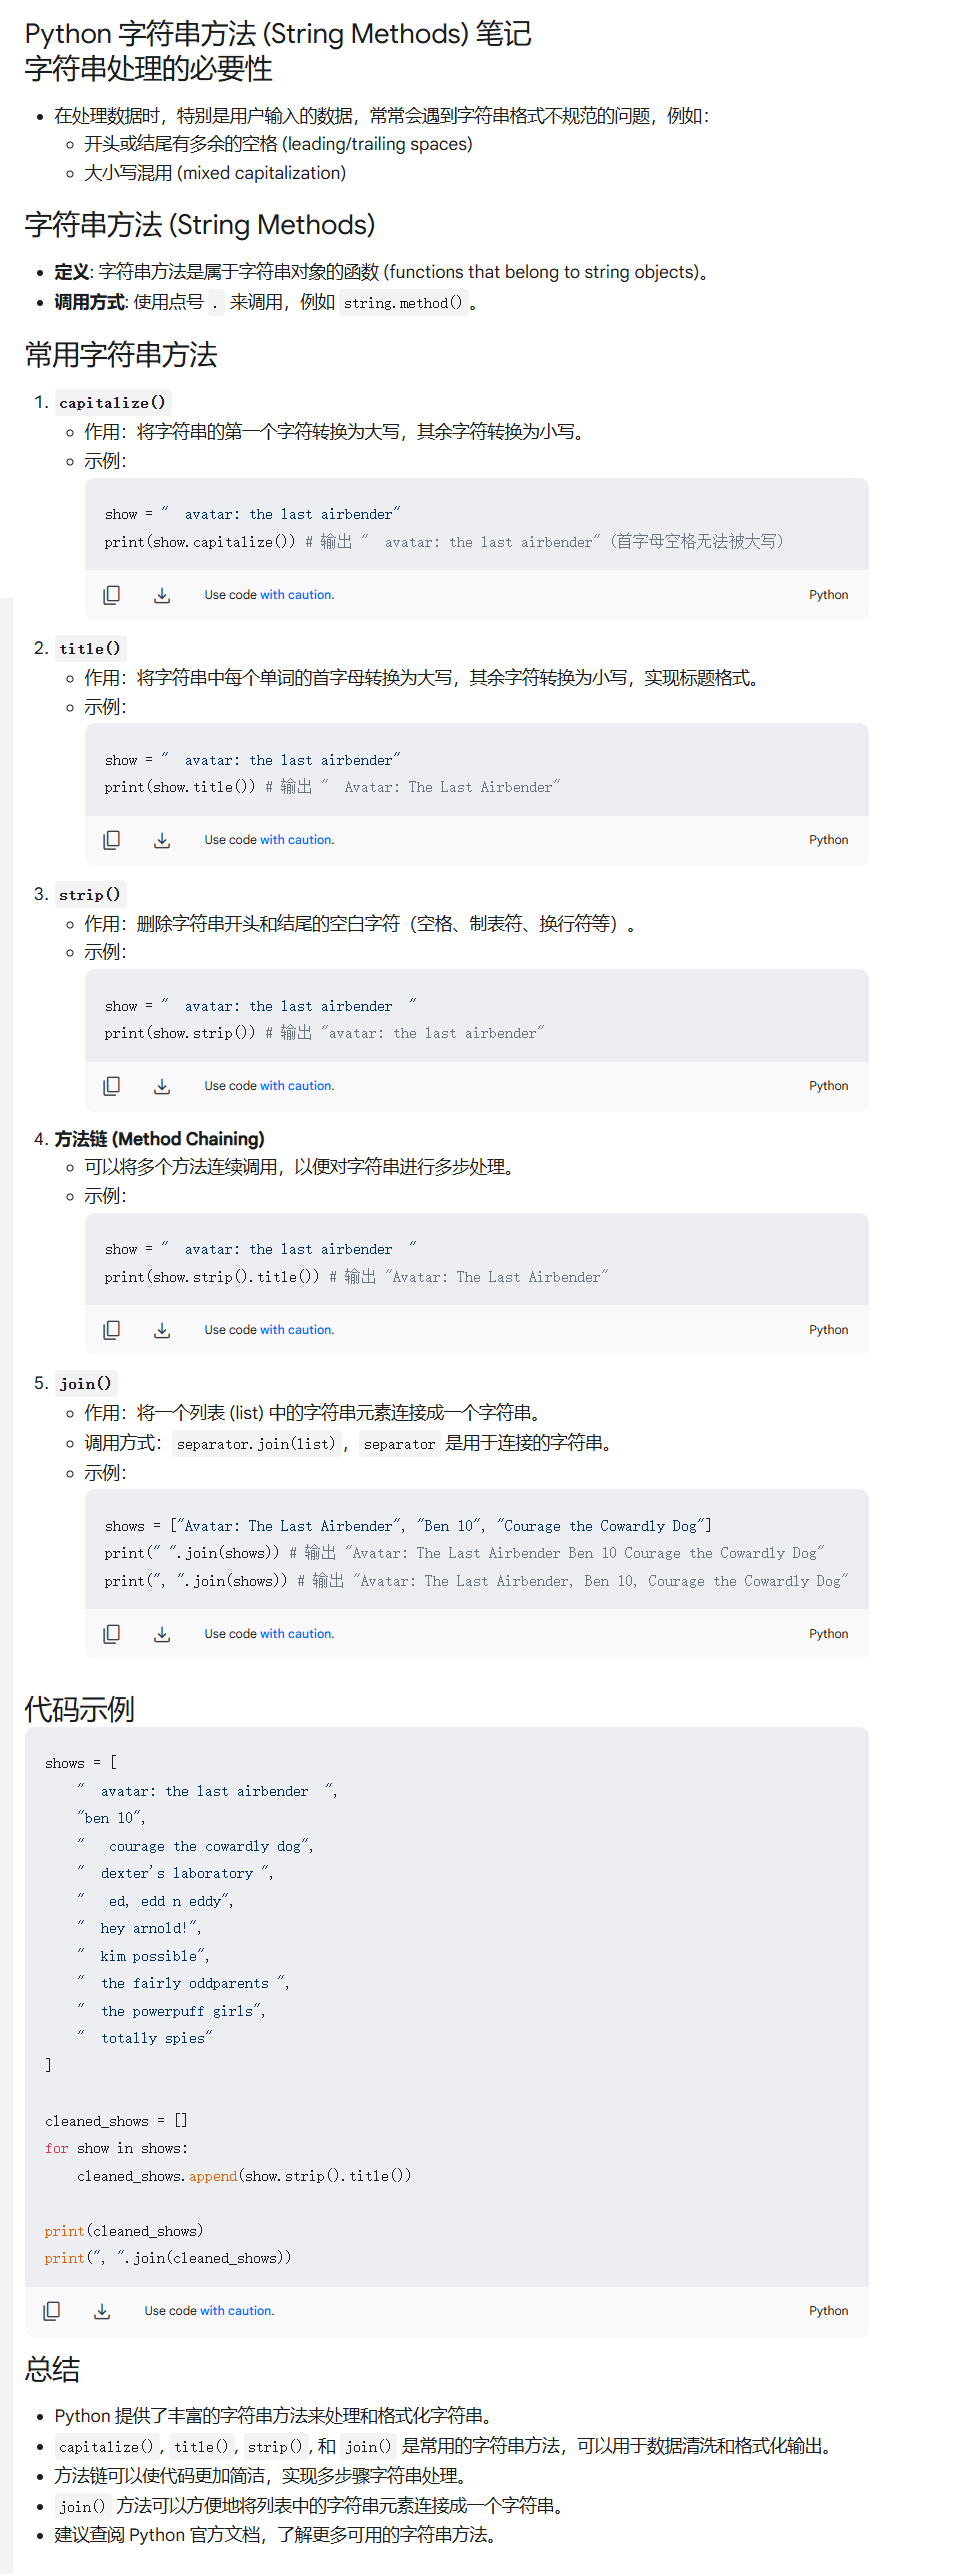 Python 字符串方法 (String Methods) 笔记
字符串处理的必要性
• 在处理数据时，特别是用户输入的数据，常常会遇到字符串格式不规范的问题，例如：
◦ 开头或结尾有多余的空格 (leading/trailing spaces)
◦ 大小写混用 (mixed capitalization)
字符串方法 (String Methods)
• 定义: 字符串方法是属于字符串对象的函数 (functions that belong to string objects)。
• 调用方式: 使用点号 . 来调用，例如 string.method()。
常用字符串方法
1. capitalize()
◦ 作用：将字符串的第一个字符转换为大写，其余字符转换为小写。
◦ 示例：
show = "  avatar: the last airbender"
print(show.capitalize()) # 输出 "  avatar: the last airbender" (首字母空格无法被大写)
Use code with caution. Python
2. title()
◦ 作用：将字符串中每个单词的首字母转换为大写，其余字符转换为小写，实现标题格式。
◦ 示例：
show = "  avatar: the last airbender"
print(show.title()) # 输出 "  Avatar: The Last Airbender"
Use code with caution. Python
3. strip()
◦ 作用：删除字符串开头和结尾的空白字符（空格、制表符、换行符等）。
◦ 示例：
show = "  avatar: the last airbender  "
print(show.strip()) # 输出 "avatar: the last airbender"
Use code with caution. Python
4. 方法链 (Method Chaining)
◦ 可以将多个方法连续调用，以便对字符串进行多步处理。
◦ 示例：
show = "  avatar: the last airbender  "
print(show.strip().title()) # 输出 "Avatar: The Last Airbender"
Use code with caution. Python
5. join()
◦ 作用：将一个列表 (list) 中的字符串元素连接成一个字符串。
◦ 调用方式：separator.join(list)，separator 是用于连接的字符串。
◦ 示例：
shows = ["Avatar: The Last Airbender", "Ben 10", "Courage the Cowardly Dog"]
print(" ".join(shows)) # 输出 "Avatar: The Last Airbender Ben 10 Courage the Cowardly Dog"
print(", ".join(shows)) # 输出 "Avatar: The Last Airbender, Ben 10, Courage the Cowardly Dog"
Use code with caution. Python
代码示例
shows = [
    "  avatar: the last airbender  ",
    "ben 10",
    "   courage the cowardly dog",
    "  dexter's laboratory ",
    "   ed, edd n eddy",
    "  hey arnold!",
    "  kim possible",
    "  the fairly oddparents ",
    "  the powerpuff girls",
    "  totally spies"
]
cleaned_shows = []
for show in shows:
    cleaned_shows.append(show.strip().title())
print(cleaned_shows)
print(", ".join(cleaned_shows))
Use code with caution. Python
总结
• Python 提供了丰富的字符串方法来处理和格式化字符串。
• capitalize(), title(), strip(), 和 join() 是常用的字符串方法，可以用于数据清洗和格式化输出。
• 方法链可以使代码更加简洁，实现多步骤字符串处理。
• join() 方法可以方便地将列表中的字符串元素连接成一个字符串。
• 建议查阅 Python 官方文档，了解更多可用的字符串方法。